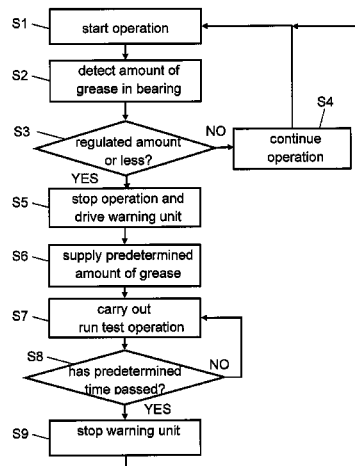 S1
start operation
S2
detect amount of
grease in bearing
S3
regulated amount
or less?
NO
S4
continue
operation
YES
S5
stop operation and
drive warning unit
S6
supply predetermined
amount of grease
S7
carry out
run test operation
S8
has predetermined
time passed?
NO
YES
S9
stop warning unit